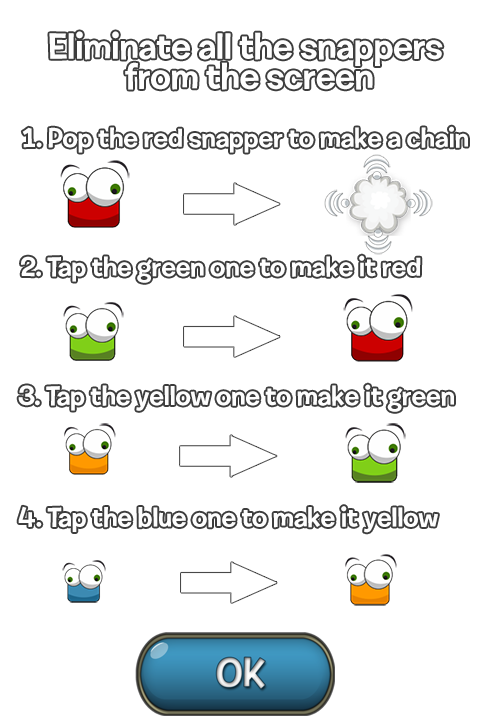 Eliminate all the snappers
from the screen
1. Pop the red snapper to make a chain
2. Tap the green one to make it red
3. Tap the yellow one to make it green
4. Tap the blue one to make it yellow
OK